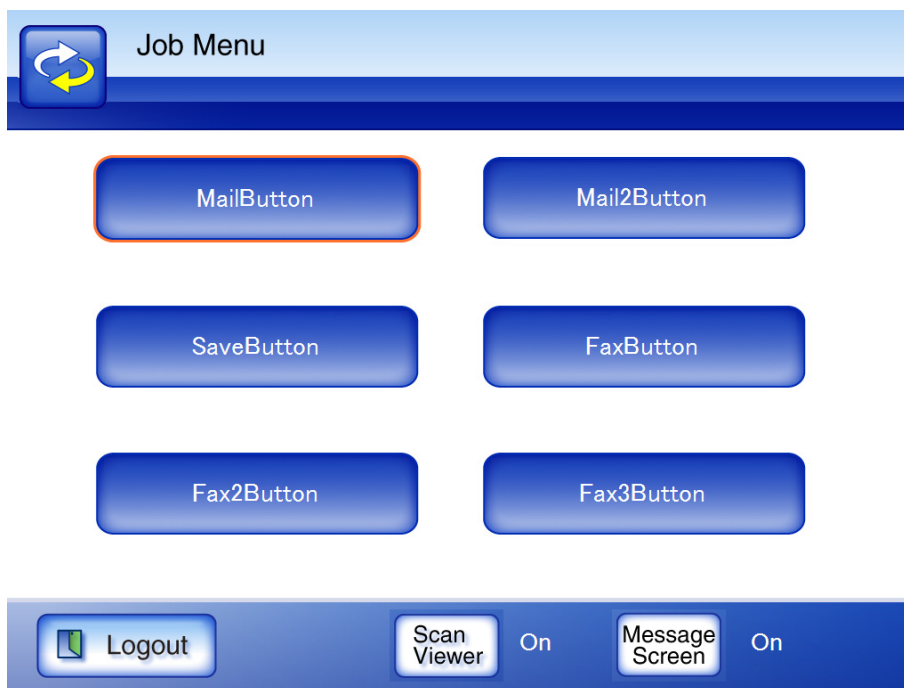 Job Menu
MailButton
Mail2Button
SaveButton
FaxButton
Fax2Button
Fax3Button
Logout
Scan
Viewer
On
Message
Screen
On